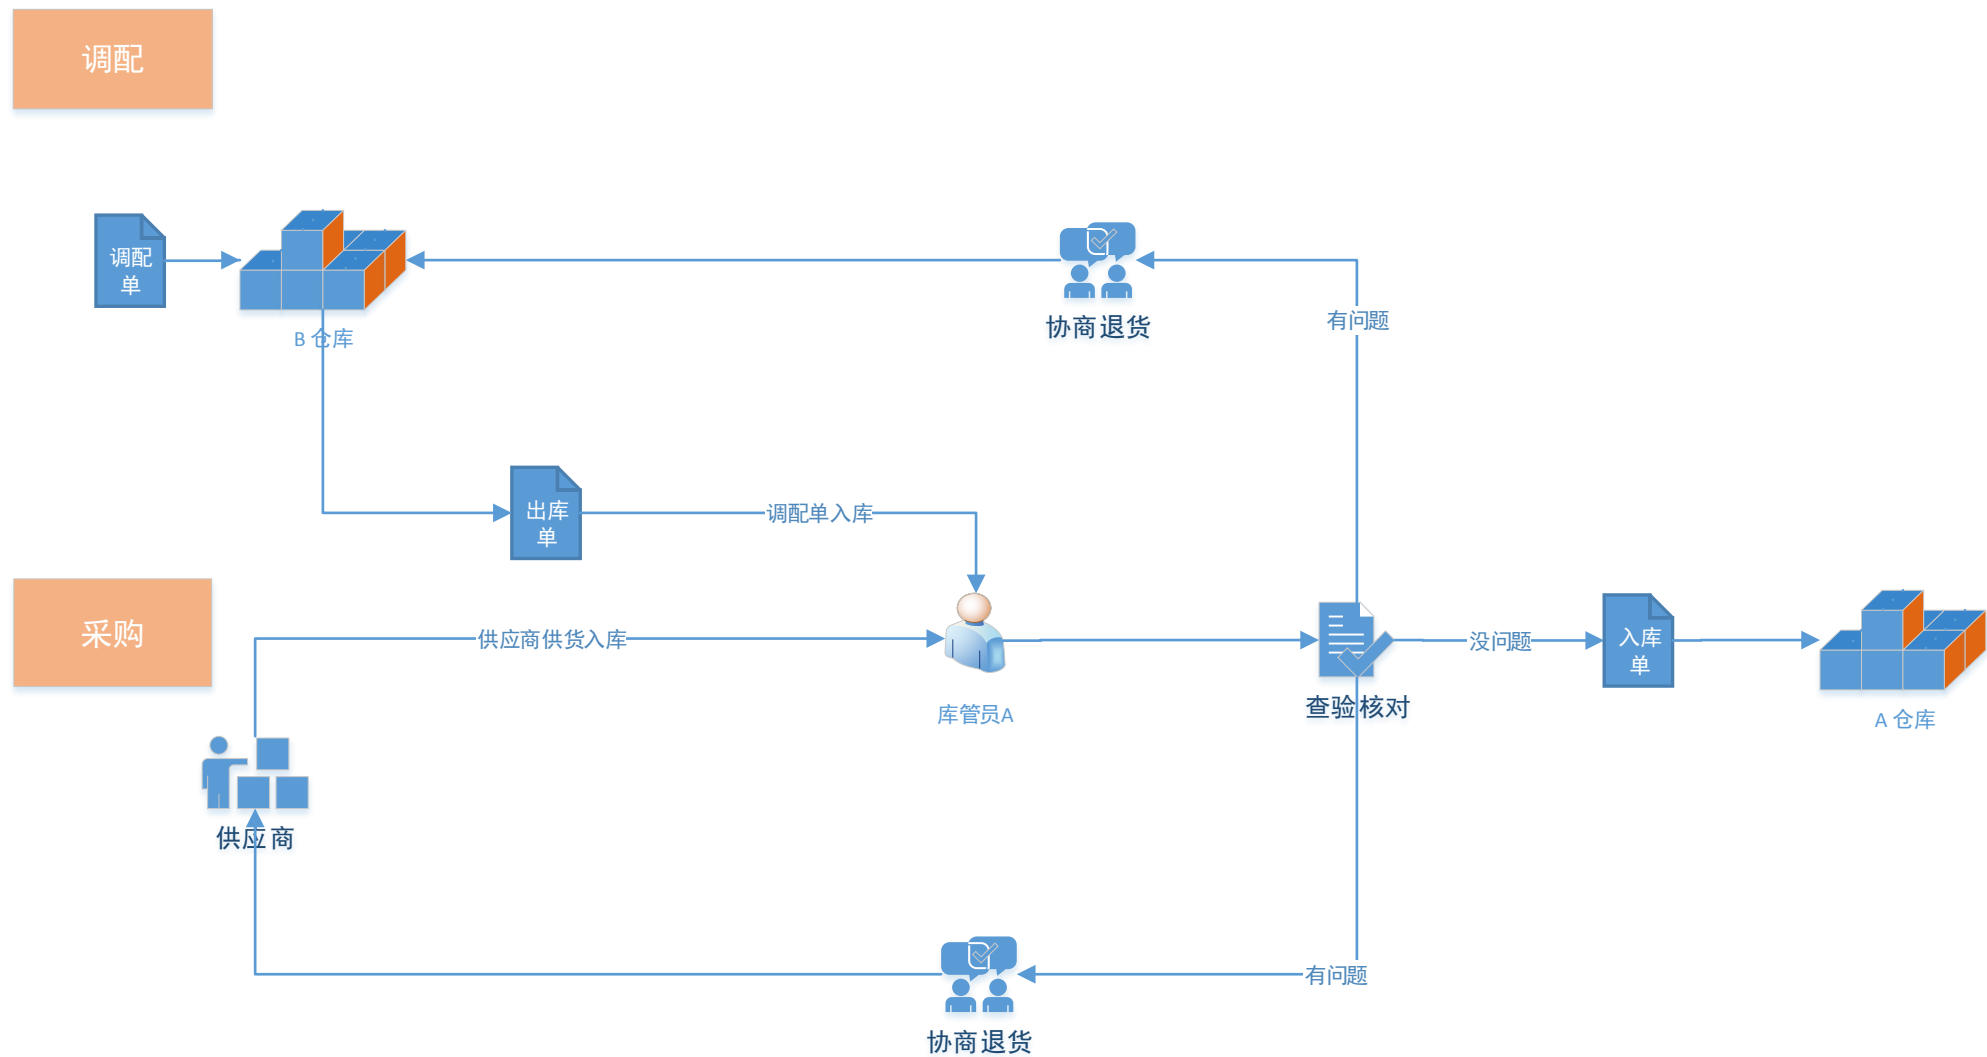 调配
调配
单
B 仓库
协商退货
有问题
出库
单
调配单入库
采购
供应商供货入库
库管员A
查验核对
没问题
入库
单
A 仓库
供应商
有问题
协商退货